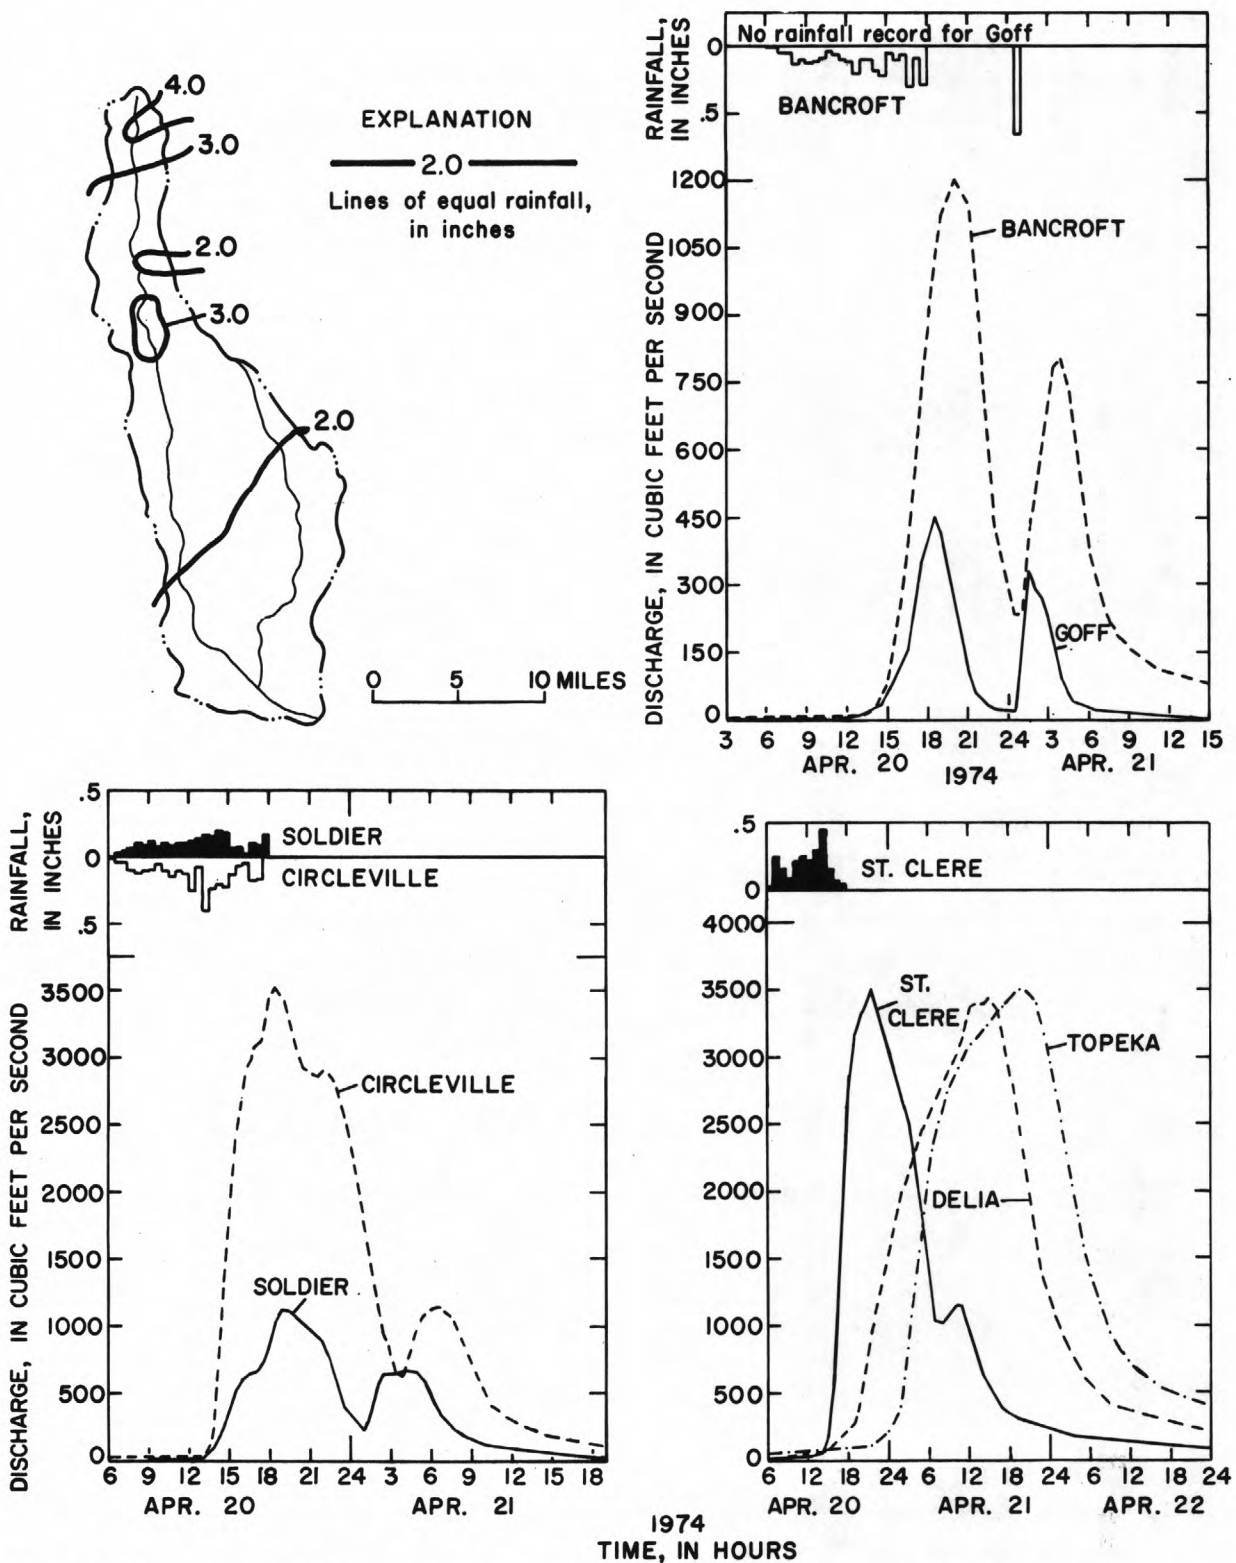 4.0
3.0
2.0
3.0
2.0
EXPLANATION
2.0
Lines of equal rainfall,
in inches
0 5 10 MILES
RAINFALL,
IN INCHES
No rainfall record for Goff
0
.5
BANCROFT
DISCHARGE, IN CUBIC FEET PER SECOND
1200
1050
900
750
600
450
300
150
0
BANCROFT
GOFF
3 6 9 12 15 18 21 24 3 6 9 12 15
APR. 20 APR. 21
1974
RAINFALL,
IN INCHES
.5
0
.5
SOLDIER
CIRCLEVILLE
DISCHARGE, IN CUBIC FEET PER SECOND
3500
3000
2500
2000
1500
1000
500
0
CIRCLEVILLE
SOLDIER
6 9 12 15 18 21 24 3 6 9 12 15 18
APR. 20 APR. 21
.5
0
ST. CLERE
4000
3500
3000
2500
2000
1500
1000
500
0
ST.
CLERE
TOPEKA
DELIA
6 12 18 24 6 12 18 24 6 12 18 24
APR. 20 APR. 21 APR. 22
1974
TIME, IN HOURS